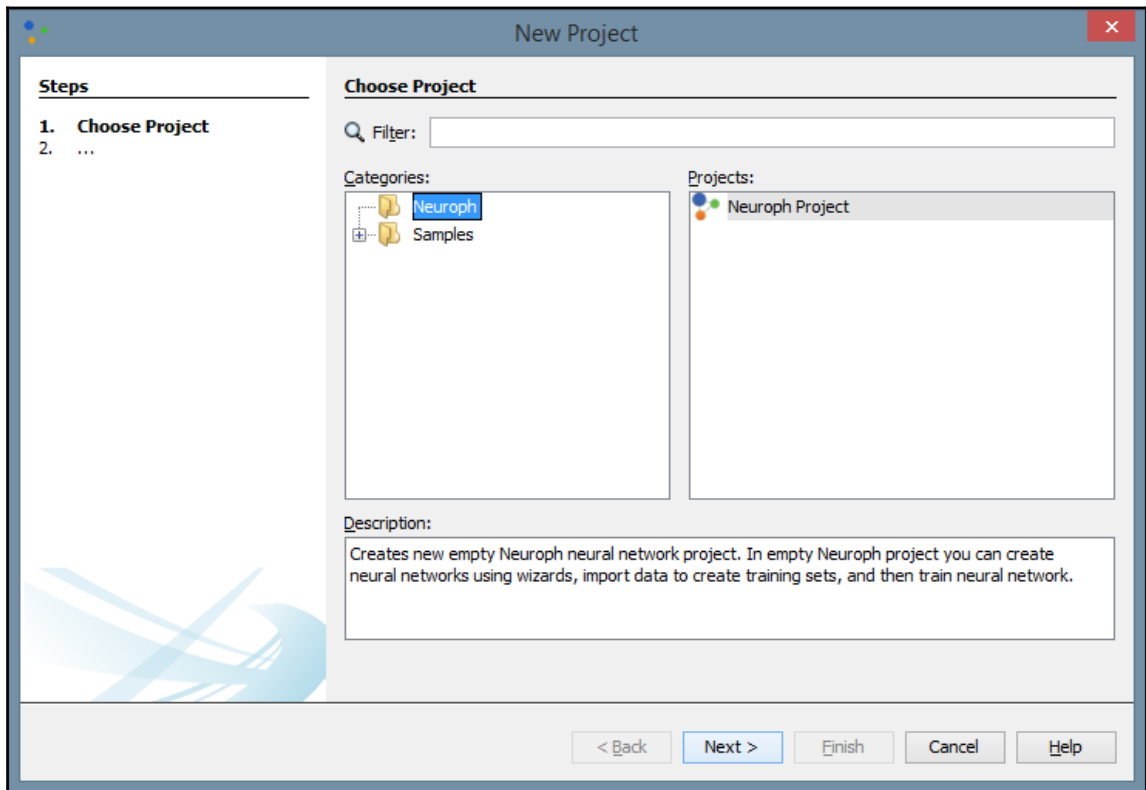 New Project
Steps
1. Choose Project
2. ...
Choose Project
Filter:
Categories:
Neuroph
Samples
Projects:
Neuroph Project
Description:
Creates new empty Neuroph neural network project. In empty Neuroph project you can create
neural networks using wizards, import data to create training sets, and then train neural network.
< Back Next > Finish Cancel Help